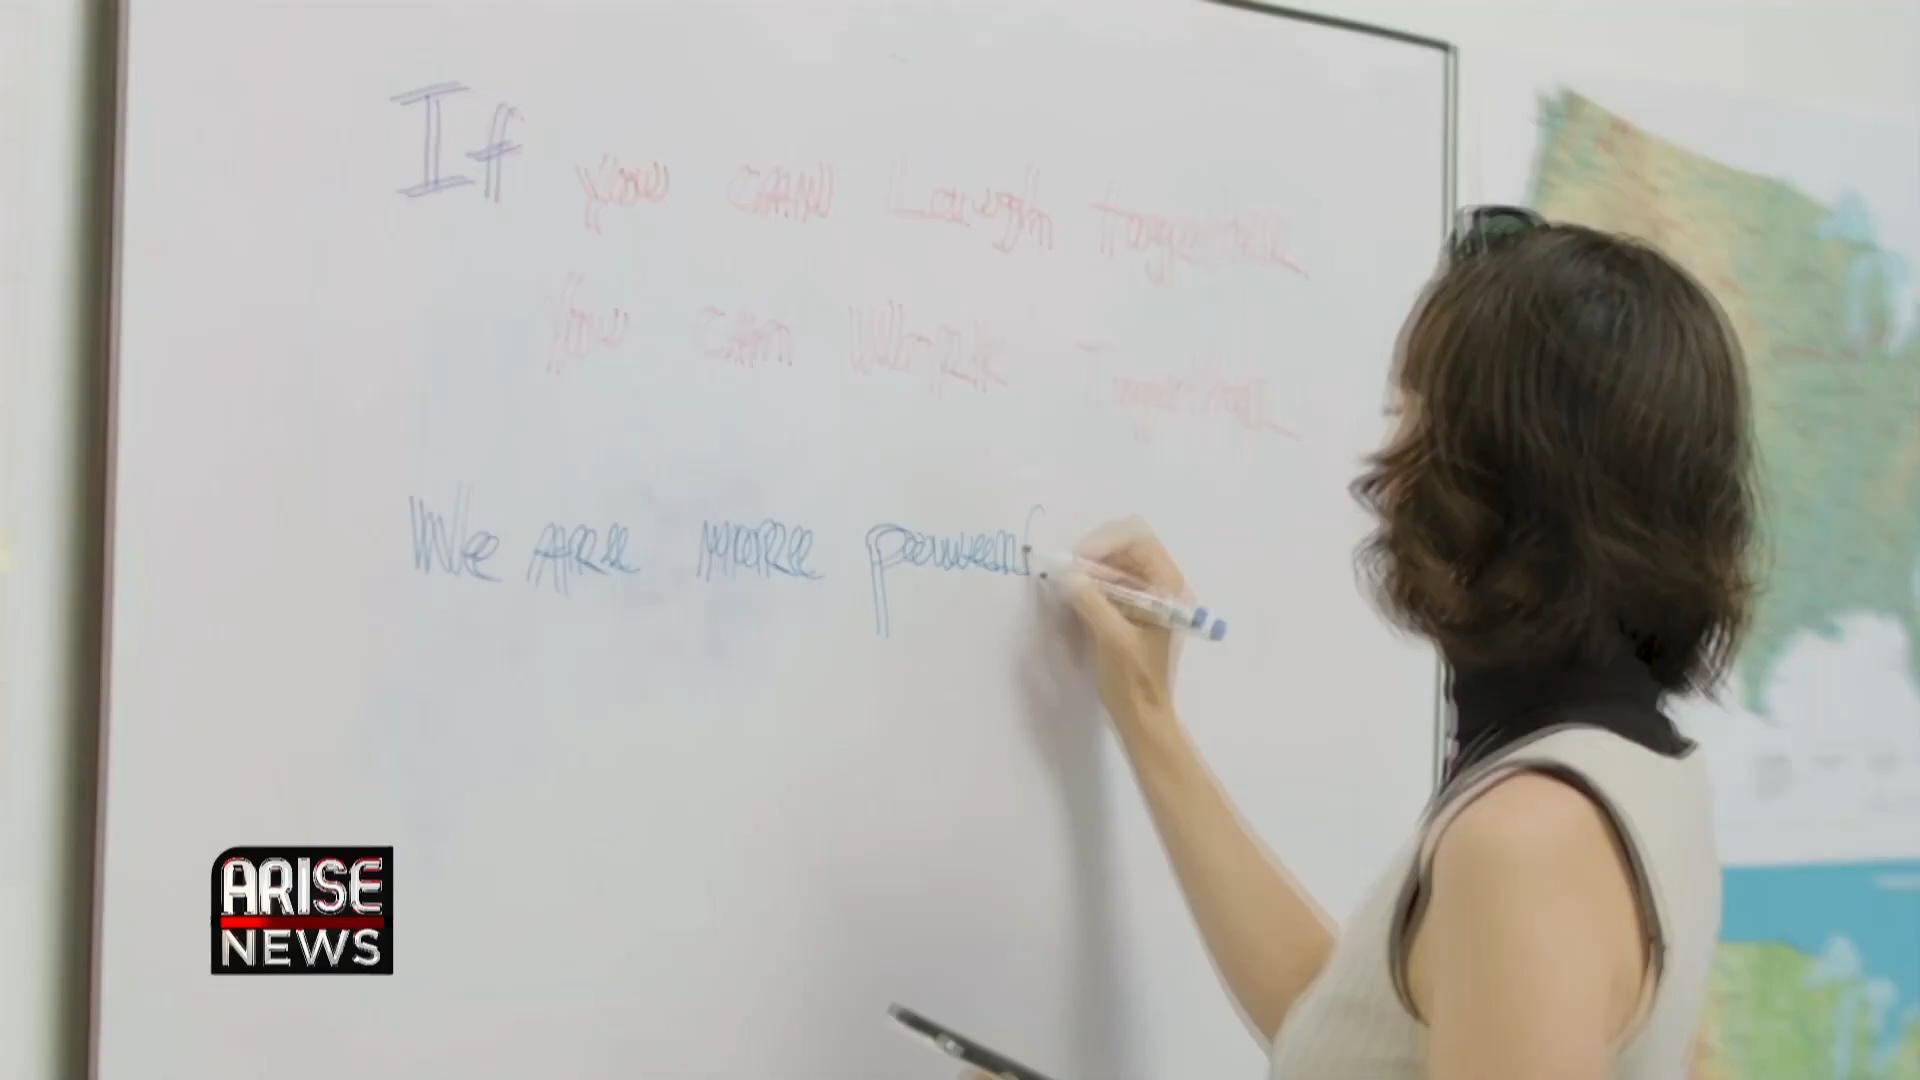 If you can Laugh together
You can Work Together
We are more powerf
ARISE
NEWS